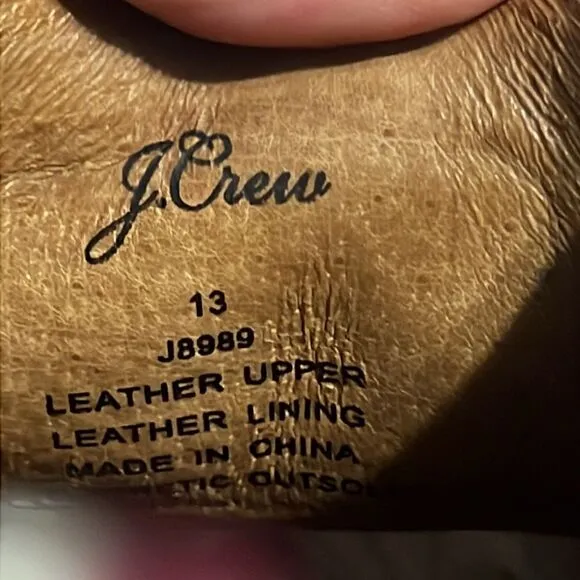 J.Crew
13
J8989
LEATHER UPPER
LEATHER LINING
MADE IN CHINA